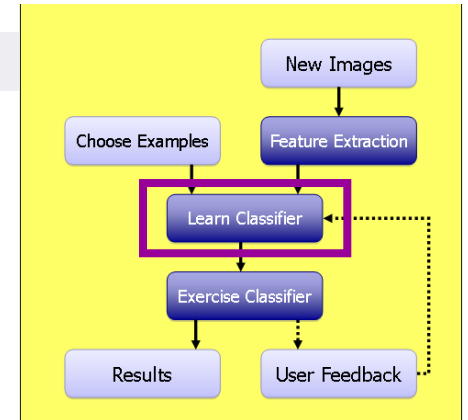 New Images
Choose Examples
Feature Extraction
Learn Classifier
Exercise Classifier
Results
User Feedback